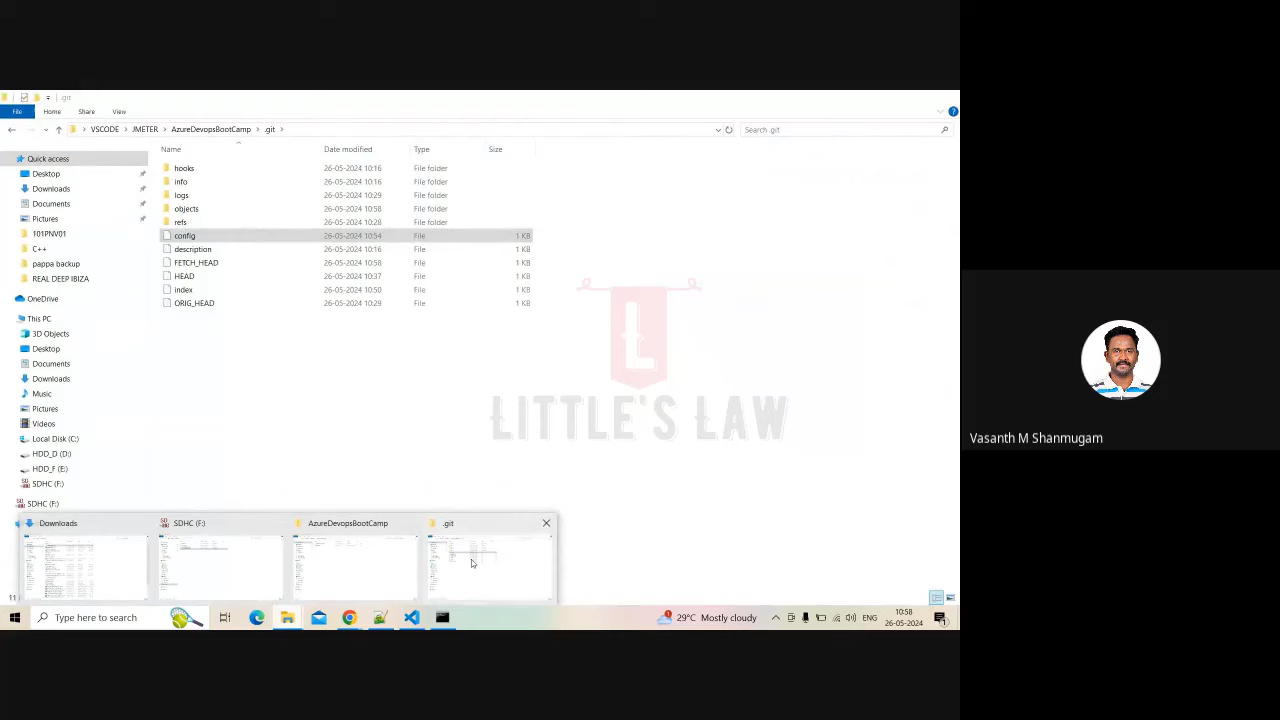 .git
File Home Share View
VSCODE JMETER AzureDevopsBootCamp .git
Search .git
Name Date modified Type Size
Quick access
Desktop
Downloads
Documents
Pictures
101PNV01
C++
pappa backup
REAL DEEP IBIZA
OneDrive
This PC
3D Objects
Desktop
Documents
Downloads
Music
Pictures
Videos
Local Disk (C:)
HDD_D (D:)
HDD_F (E:)
SDHC (F:)
SDHC (F:)
hooks 26-05-2024 10:16 File folder
info 26-05-2024 10:16 File folder
logs 26-05-2024 10:29 File folder
objects 26-05-2024 10:58 File folder
refs 26-05-2024 10:28 File folder
config 26-05-2024 10:54 File 1 KB
description 26-05-2024 10:16 File 1 KB
FETCH_HEAD 26-05-2024 10:58 File 1 KB
HEAD 26-05-2024 10:37 File 1 KB
index 26-05-2024 10:50 File 1 KB
ORIG_HEAD 26-05-2024 10:29 File 1 KB
L
LITTLE'S LAW
Downloads
SDHC (F:)
AzureDevopsBootCamp
.git
11
Type here to search
29°C Mostly cloudy
ENG
10:58
26-05-2024
1
Vasanth M Shanmugam